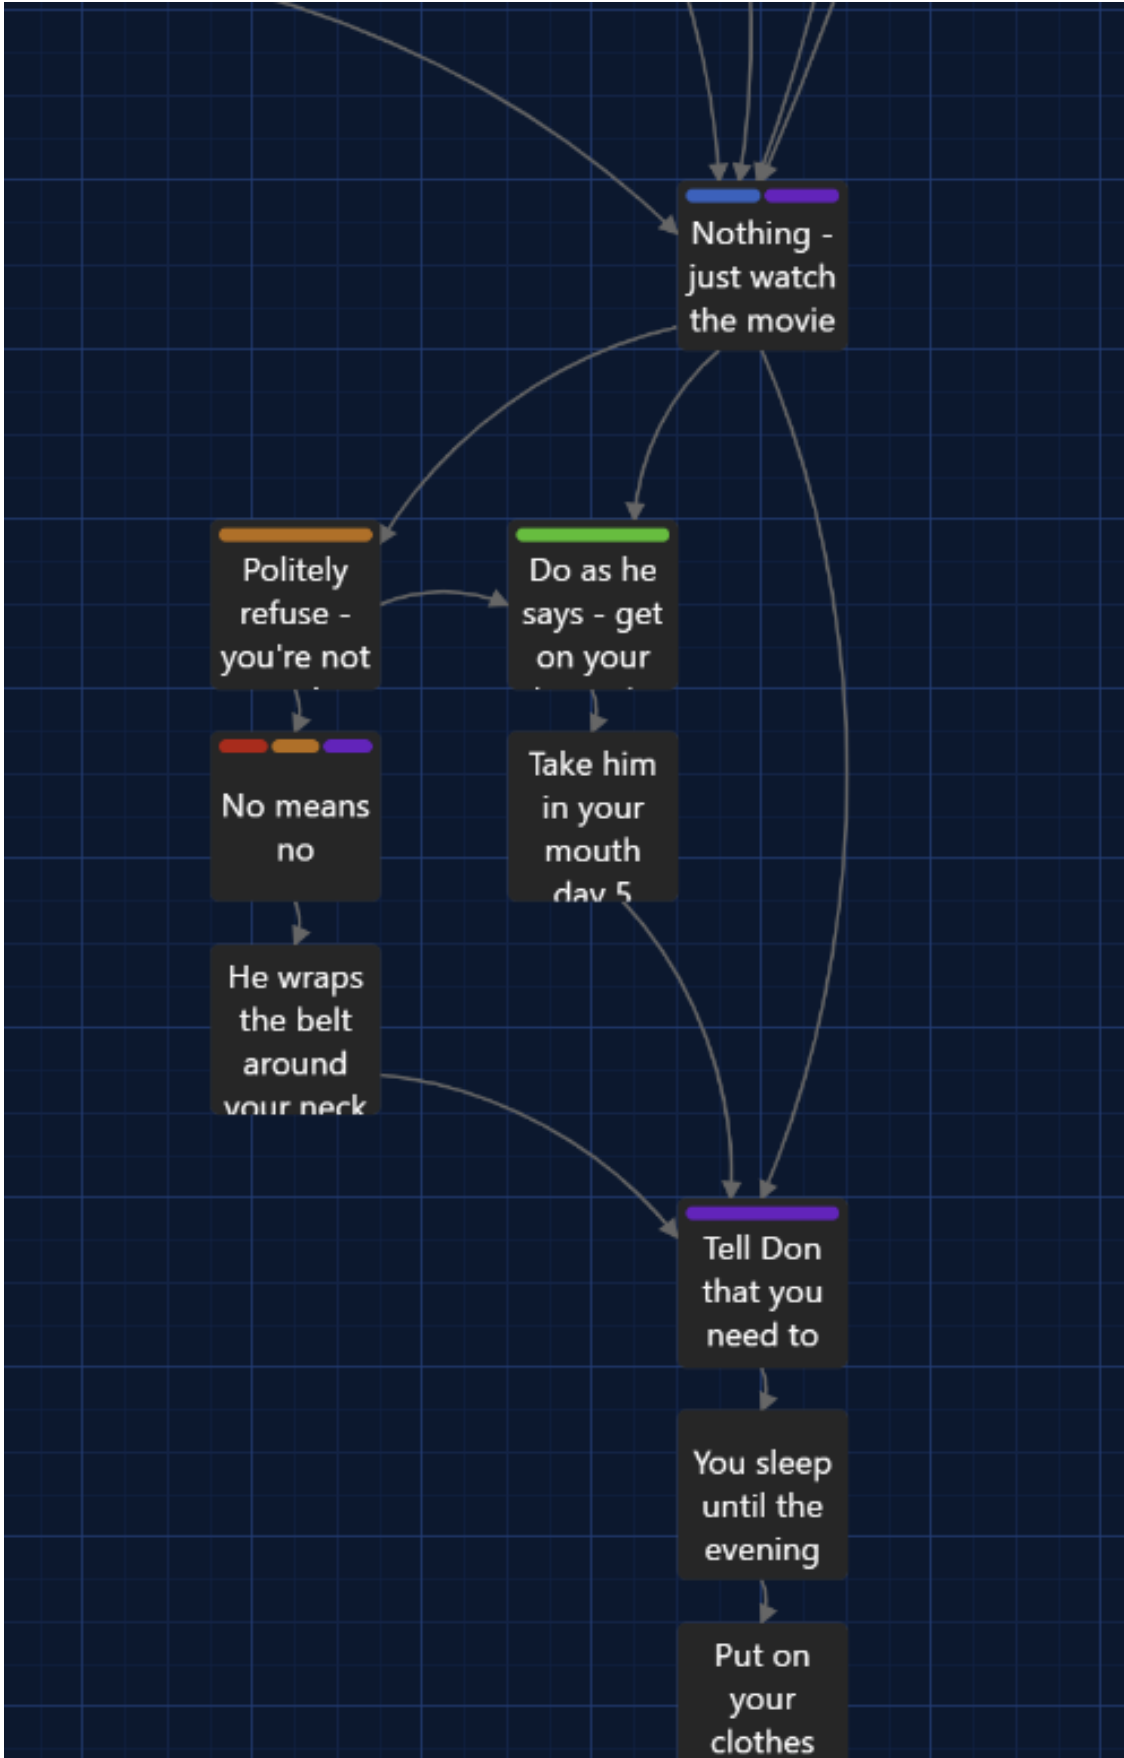 Nothing -
just watch
the movie
Politely
refuse -
you're not
Do as he
says - get
on your
No means
no
Take him
in your
mouth
day 5
He wraps
the belt
around
your neck
Tell Don
that you
need to
You sleep
until the
evening
Put on
your
clothes